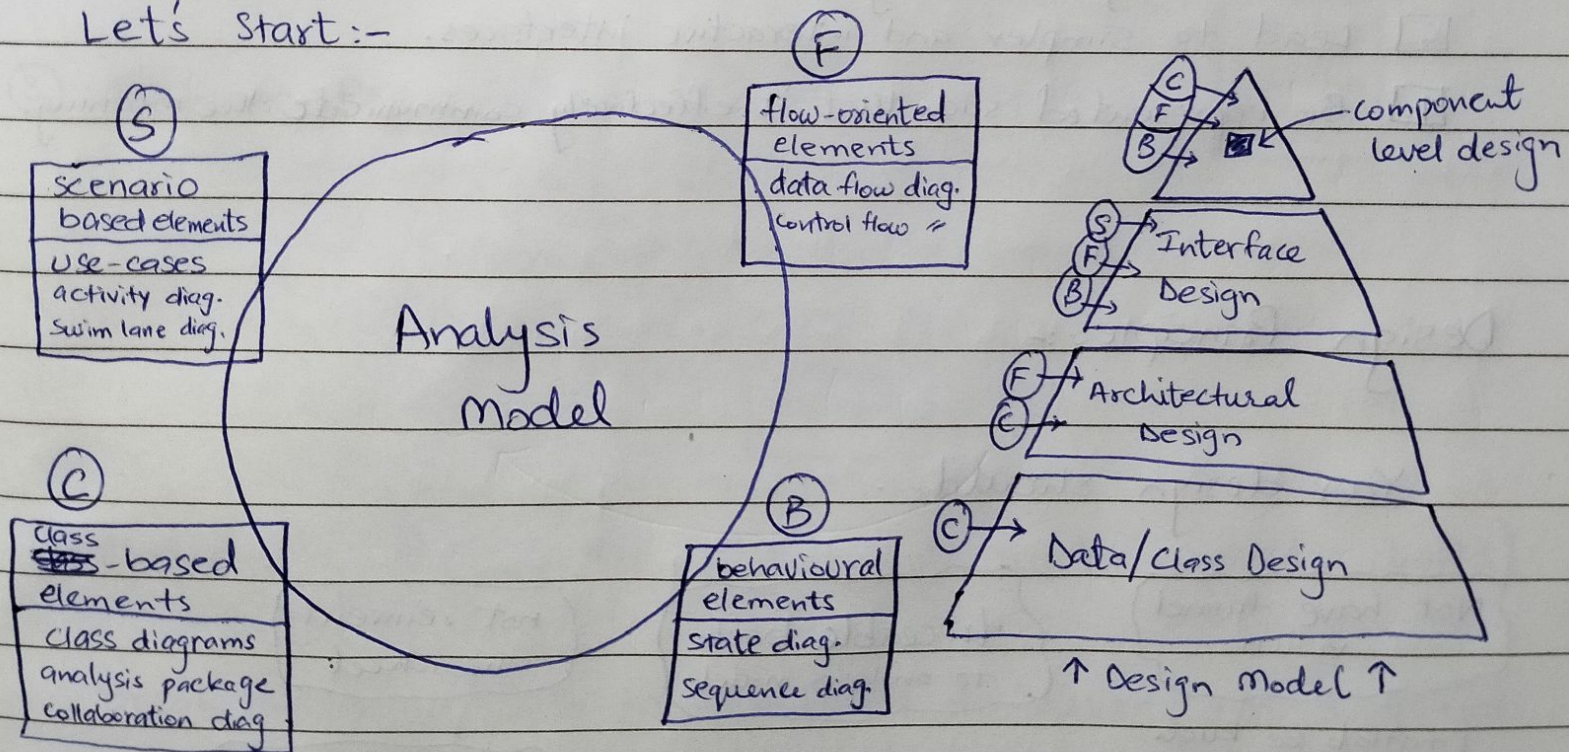 Let's Start:-
S
scenario
based elements
use-cases
activity diag.
swim lane diag.
F
flow-oriented
elements
data flow diag.
control flow "
Analysis
Model
C
class
-based
elements
class diagrams
analysis package
collaboration diag
B
behavioural
elements
state diag.
sequence diag.
C
F
B
component
level design
S
F
B
Interface
Design
F
C
Architectural
Design
C
Data/Class Design
↑ Design Model ↑